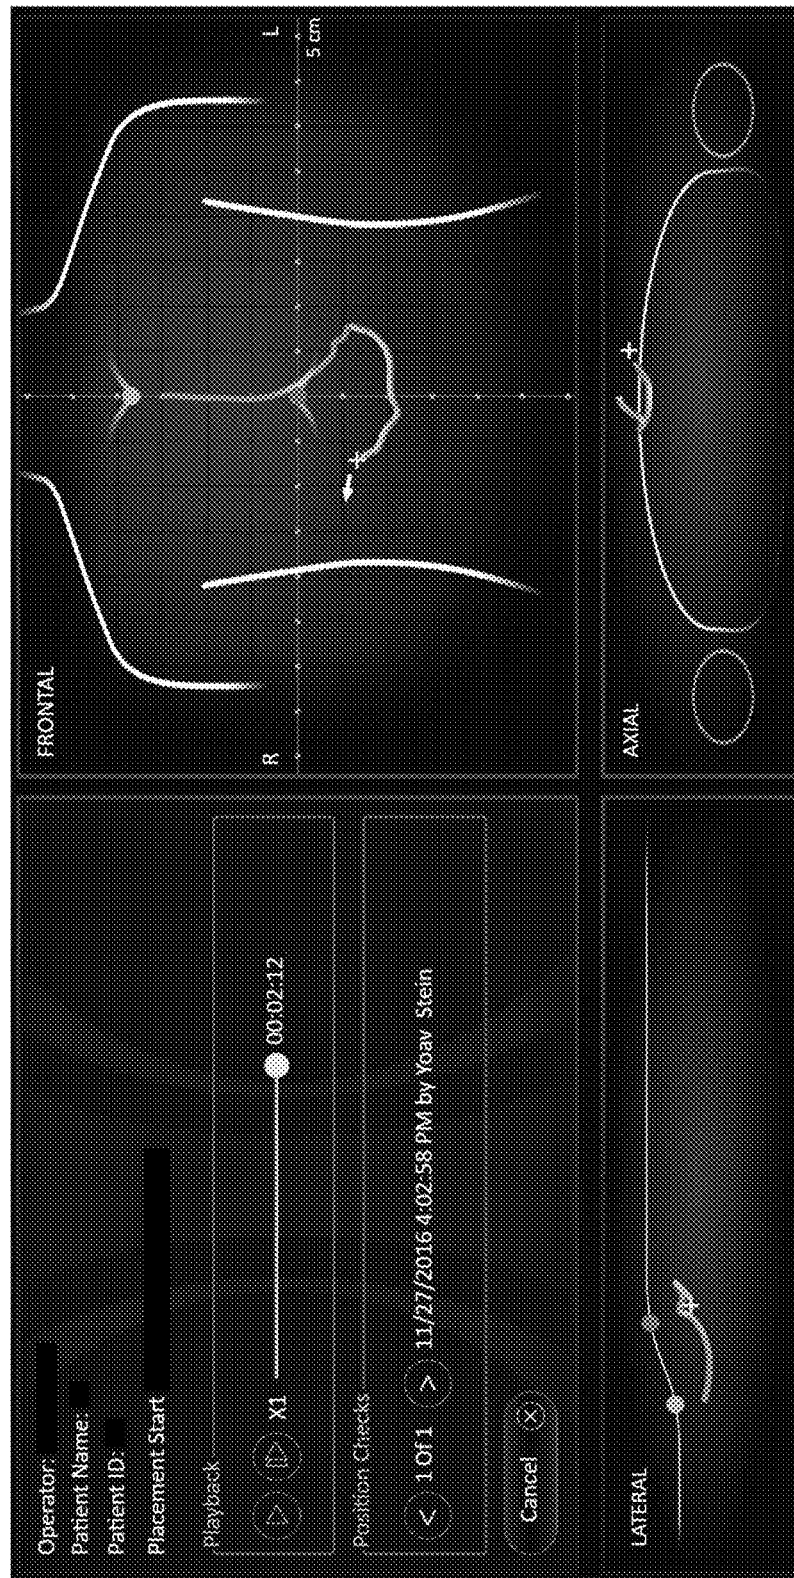 Operator:
Patient Name:
Patient ID:
Placement Start
Playback
X1 00:02:12
Position Checks
< 1 Of 1 > 11/27/2016 4:02:58 PM by Yoav Stein
Cancel
FRONTAL
R
L
5 cm
LATERAL
AXIAL